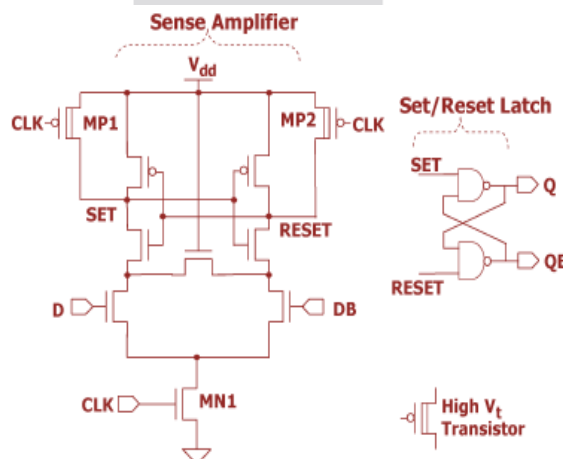 Sense Amplifier
Vdd
CLK MP1 MP2 CLK
Set/Reset Latch
SET
Q
SET
RESET
QB
RESET
D DB
CLK MN1
High Vt
Transistor